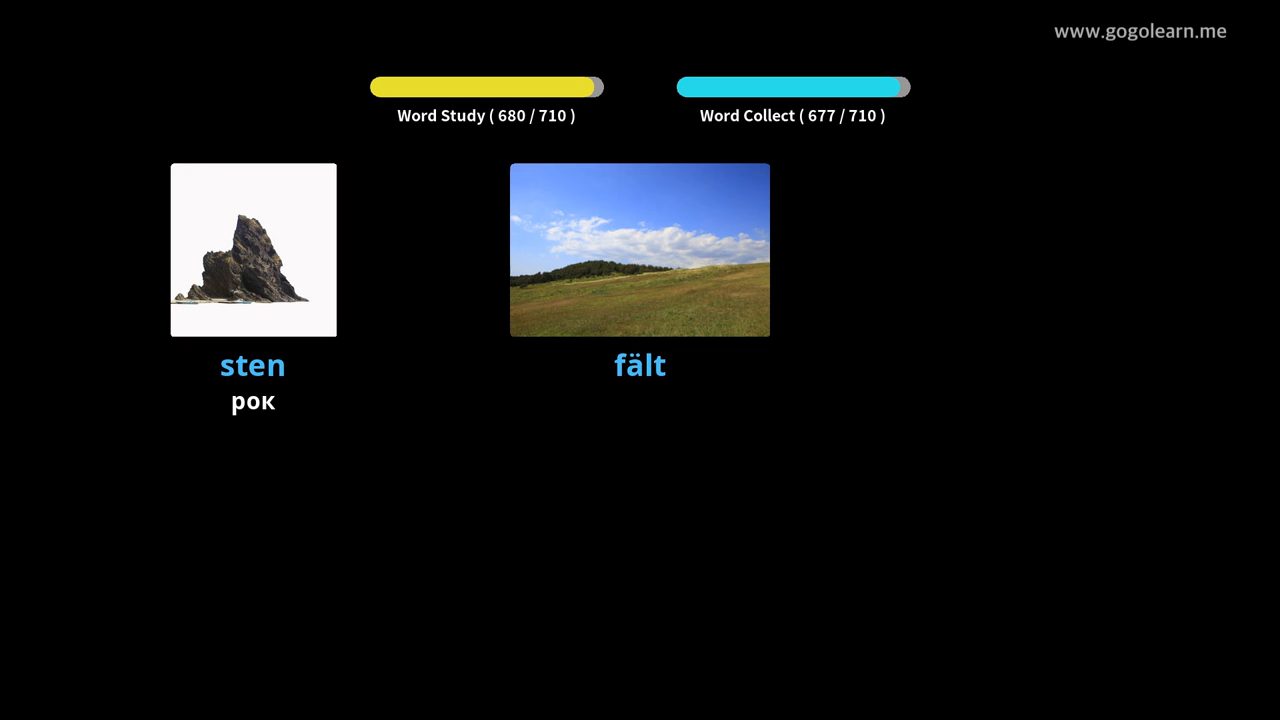 www.gogolearn.me
Word Study ( 680 / 710 )
Word Collect ( 677 / 710 )
sten
рок
fält